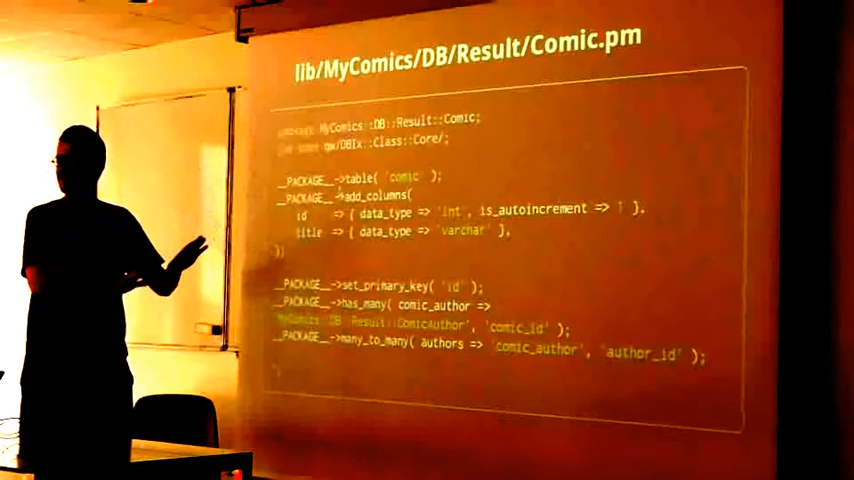 lib/MyComics/DB/Result/Comic.pm
package MyComics::DB::Result::Comic;
use base qw/DBIx::Class::Core/;
__PACKAGE__->table( 'comic' );
__PACKAGE__->add_columns(
id => { data_type => 'int', is_autoincrement => 1 },
title => { data_type => 'varchar' },
);
__PACKAGE__->set_primary_key( 'id' );
__PACKAGE__->has_many( comic_author =>
'MyComics::DB::Result::ComicAuthor', 'comic_id' );
__PACKAGE__->many_to_many( authors => 'comic_author', 'author_id' );